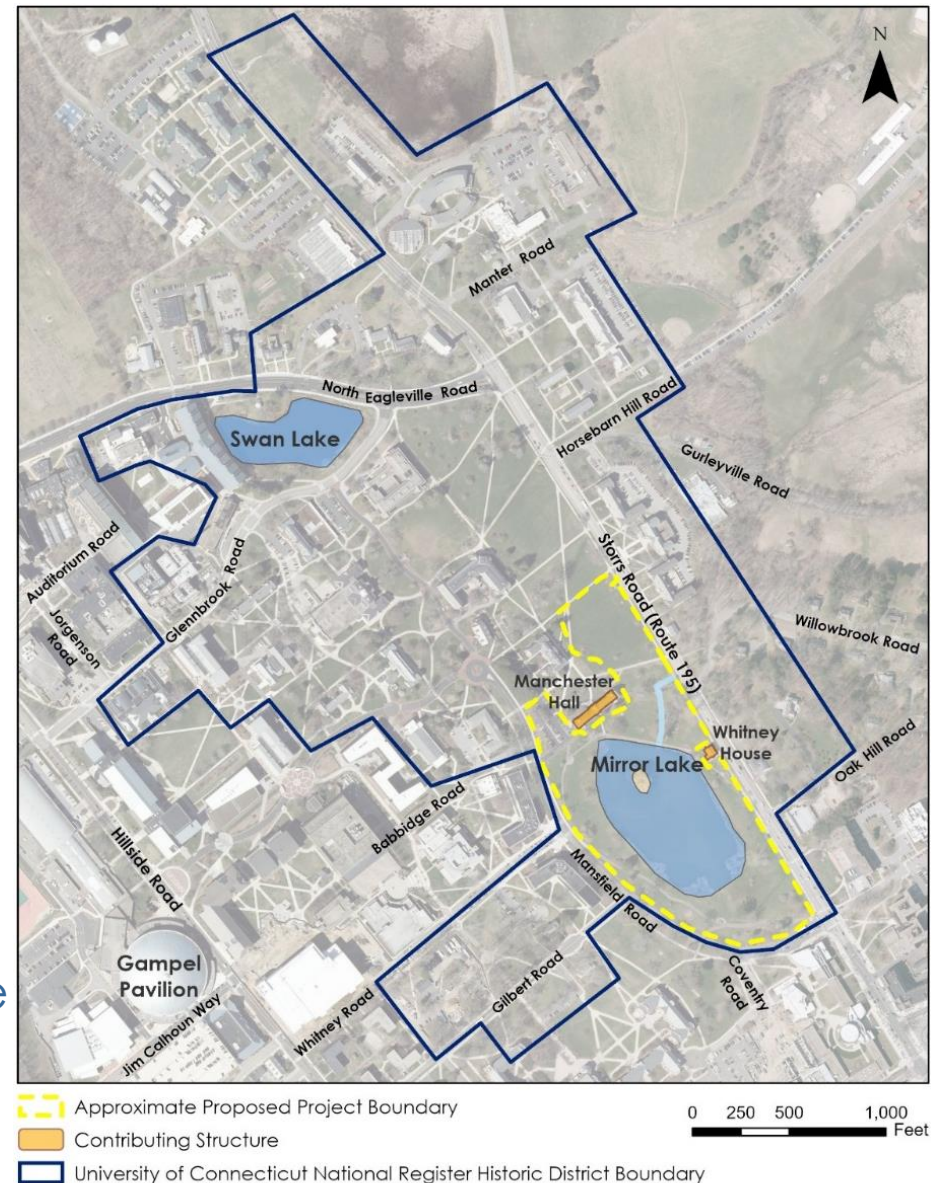 N
Manter Road
North Eagleville Road
Swan Lake
Horsebarn Hill Road
Gurleyville Road
Auditorium Road
Jorgenson
Road
Glennbrook Road
Storrs Road (Route 195)
Willowbrook Road
Manchester
Hall
Whitney
House
Mirror Lake
Oak Hill Road
Babbidge Road
Hillside Road
Mansfield Road
Gampel
Pavilion
Gilbert Road
Coventry
Road
Whitney Road
Jim Calhoun Way
e
Approximate Proposed Project Boundary
0 250 500 1,000
Feet
Contributing Structure
University of Connecticut National Register Historic District Boundary